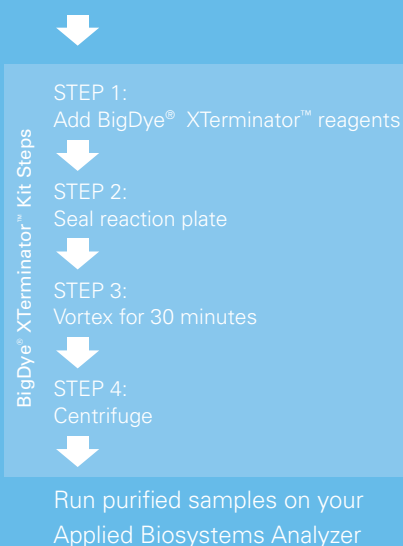 BigDye® XTerminator™ Kit Steps
STEP 1:
Add BigDye® XTerminator™ reagents
STEP 2:
Seal reaction plate
STEP 3:
Vortex for 30 minutes
STEP 4:
Centrifuge
Run purified samples on your
Applied Biosystems Analyzer